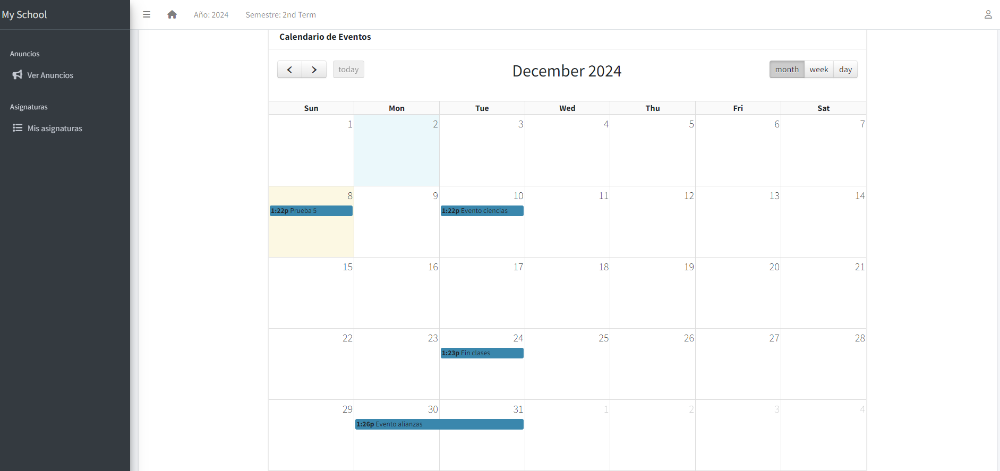 My School
Año: 2024 Semestre: 2nd Term
Anuncios
Ver Anuncios
Asignaturas
Mis asignaturas
Calendario de Eventos
today
December 2024
month week day
Sun Mon Tue Wed Thu Fri Sat
1 2 3 4 5 6 7
8 9 10 11 12 13 14
1:22p Prueba 5 1:22p Evento ciencias
15 16 17 18 19 20 21
22 23 24 25 26 27 28
1:23p Fin clases
29 30 31 1 2 3 4
1:26p Evento alianzas